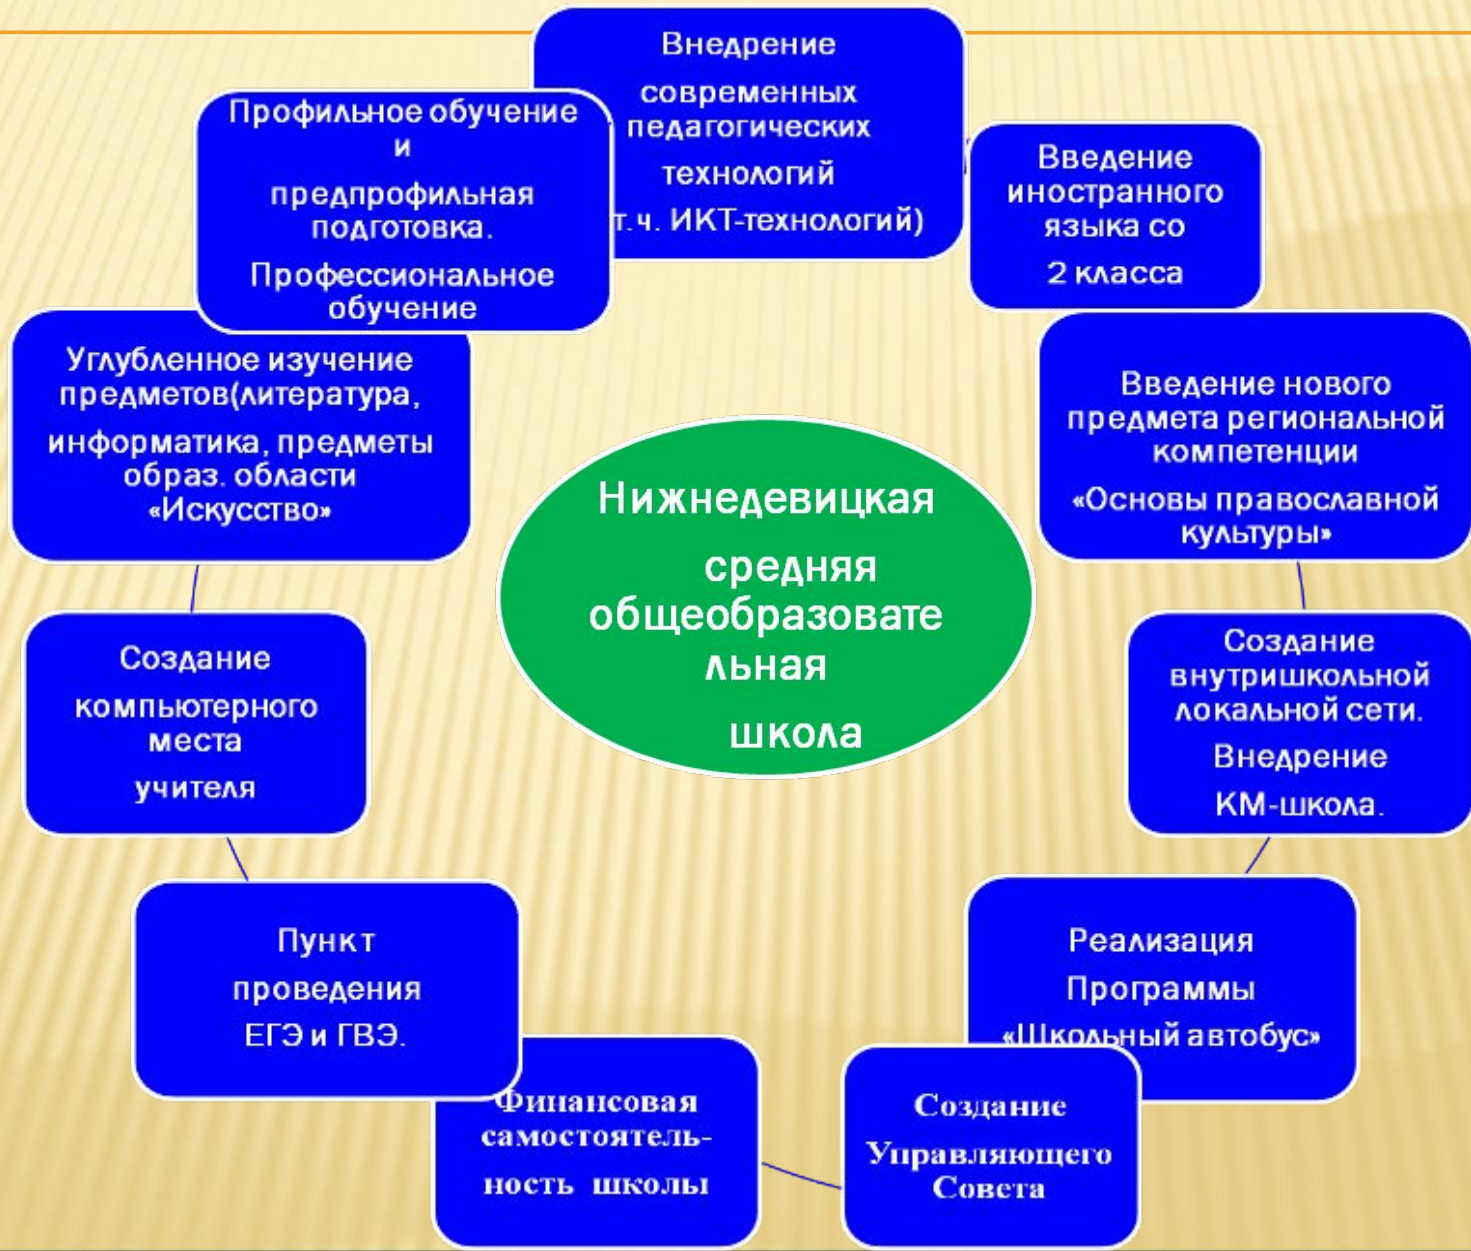 Внедрение
современных
педагогических
технологий
т.ч. ИКТ-технологий)
Введение
иностранного
языка со
2 класса
Введение нового
предмета региональной
компетенции
«Основы православной
культуры»
Создание
внутришкольной
локальной сети.
Внедрение
КМ-школа.
Реализация
Программы
«Школьный автобус»
Создание
Управляющего
Совета
Финансовая
самостоятель-
ность школы
Пункт
проведения
ЕГЭ и ГВЭ.
Создание
компьютерного
места
учителя
Углубленное изучение
предметов(литература,
информатика, предметы
образ. области
«Искусство»
Профильное обучение
и
предпрофильная
подготовка.
Профессиональное
обучение
Нижнедевицкая
средняя
общеобразовате
льная
школа